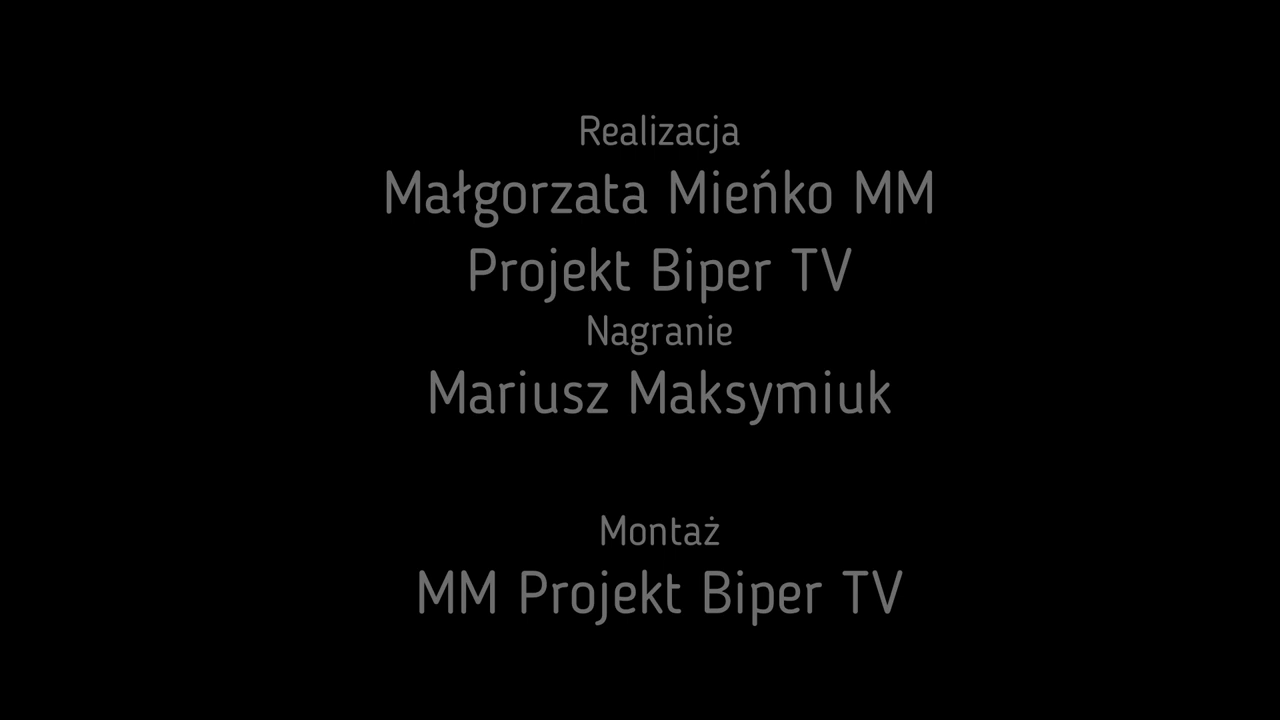 Realizacja
Małgorzata Mieńko MM
Projekt Biper TV
Nagranie
Mariusz Maksymiuk
Montaż
MM Projekt Biper TV